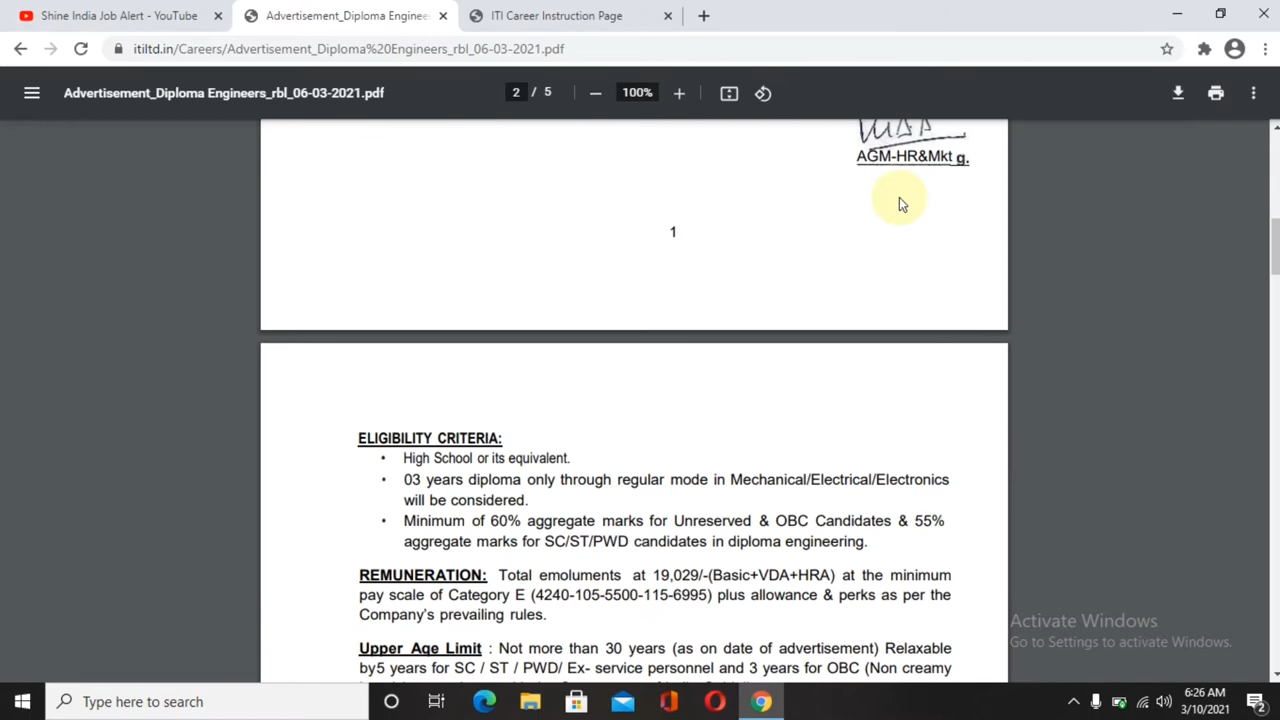 Shine India Job Alert - YouTube
Advertisement_Diploma Enginee
ITI Career Instruction Page
itiltd.in/Careers/Advertisement_Diploma%20Engineers_rbl_06-03-2021.pdf
Advertisement_Diploma Engineers_rbl_06-03-2021.pdf
2 / 5
100%
AGM-HR&Mkt g.
1
ELIGIBILITY CRITERIA:
• High School or its equivalent.
• 03 years diploma only through regular mode in Mechanical/Electrical/Electronics
will be considered.
• Minimum of 60% aggregate marks for Unreserved & OBC Candidates & 55%
aggregate marks for SC/ST/PWD candidates in diploma engineering.
REMUNERATION: Total emoluments at 19,029/-(Basic+VDA+HRA) at the minimum
pay scale of Category E (4240-105-5500-115-6995) plus allowance & perks as per the
Company's prevailing rules.
Upper Age Limit : Not more than 30 years (as on date of advertisement) Relaxable
by5 years for SC / ST / PWD/ Ex- service personnel and 3 years for OBC (Non creamy
Activate Windows
Go to Settings to activate Windows.
Type here to search
6:26 AM
3/10/2021
2